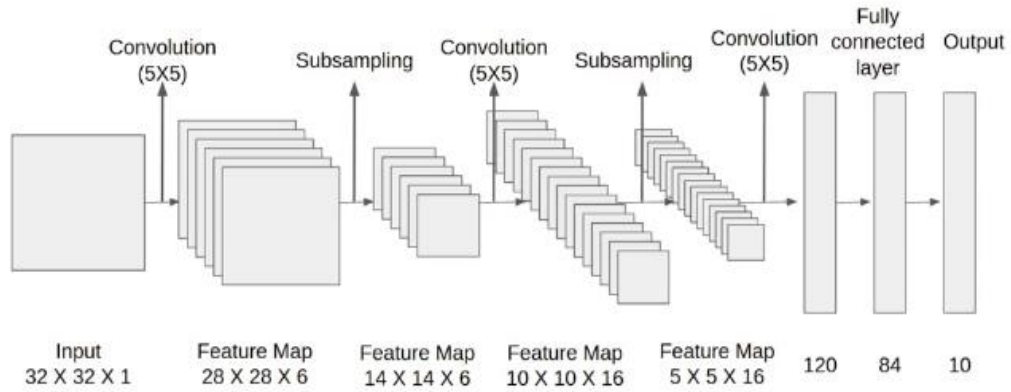 Convolution
(5X5)
Subsampling
Convolution
(5X5)
Subsampling
Convolution
(5X5)
Fully
connected
layer
Output
Input
32 X 32 X 1
Feature Map
28 X 28 X 6
Feature Map
14 X 14 X 6
Feature Map
10 X 10 X 16
Feature Map
5 X 5 X 16
120
84
10